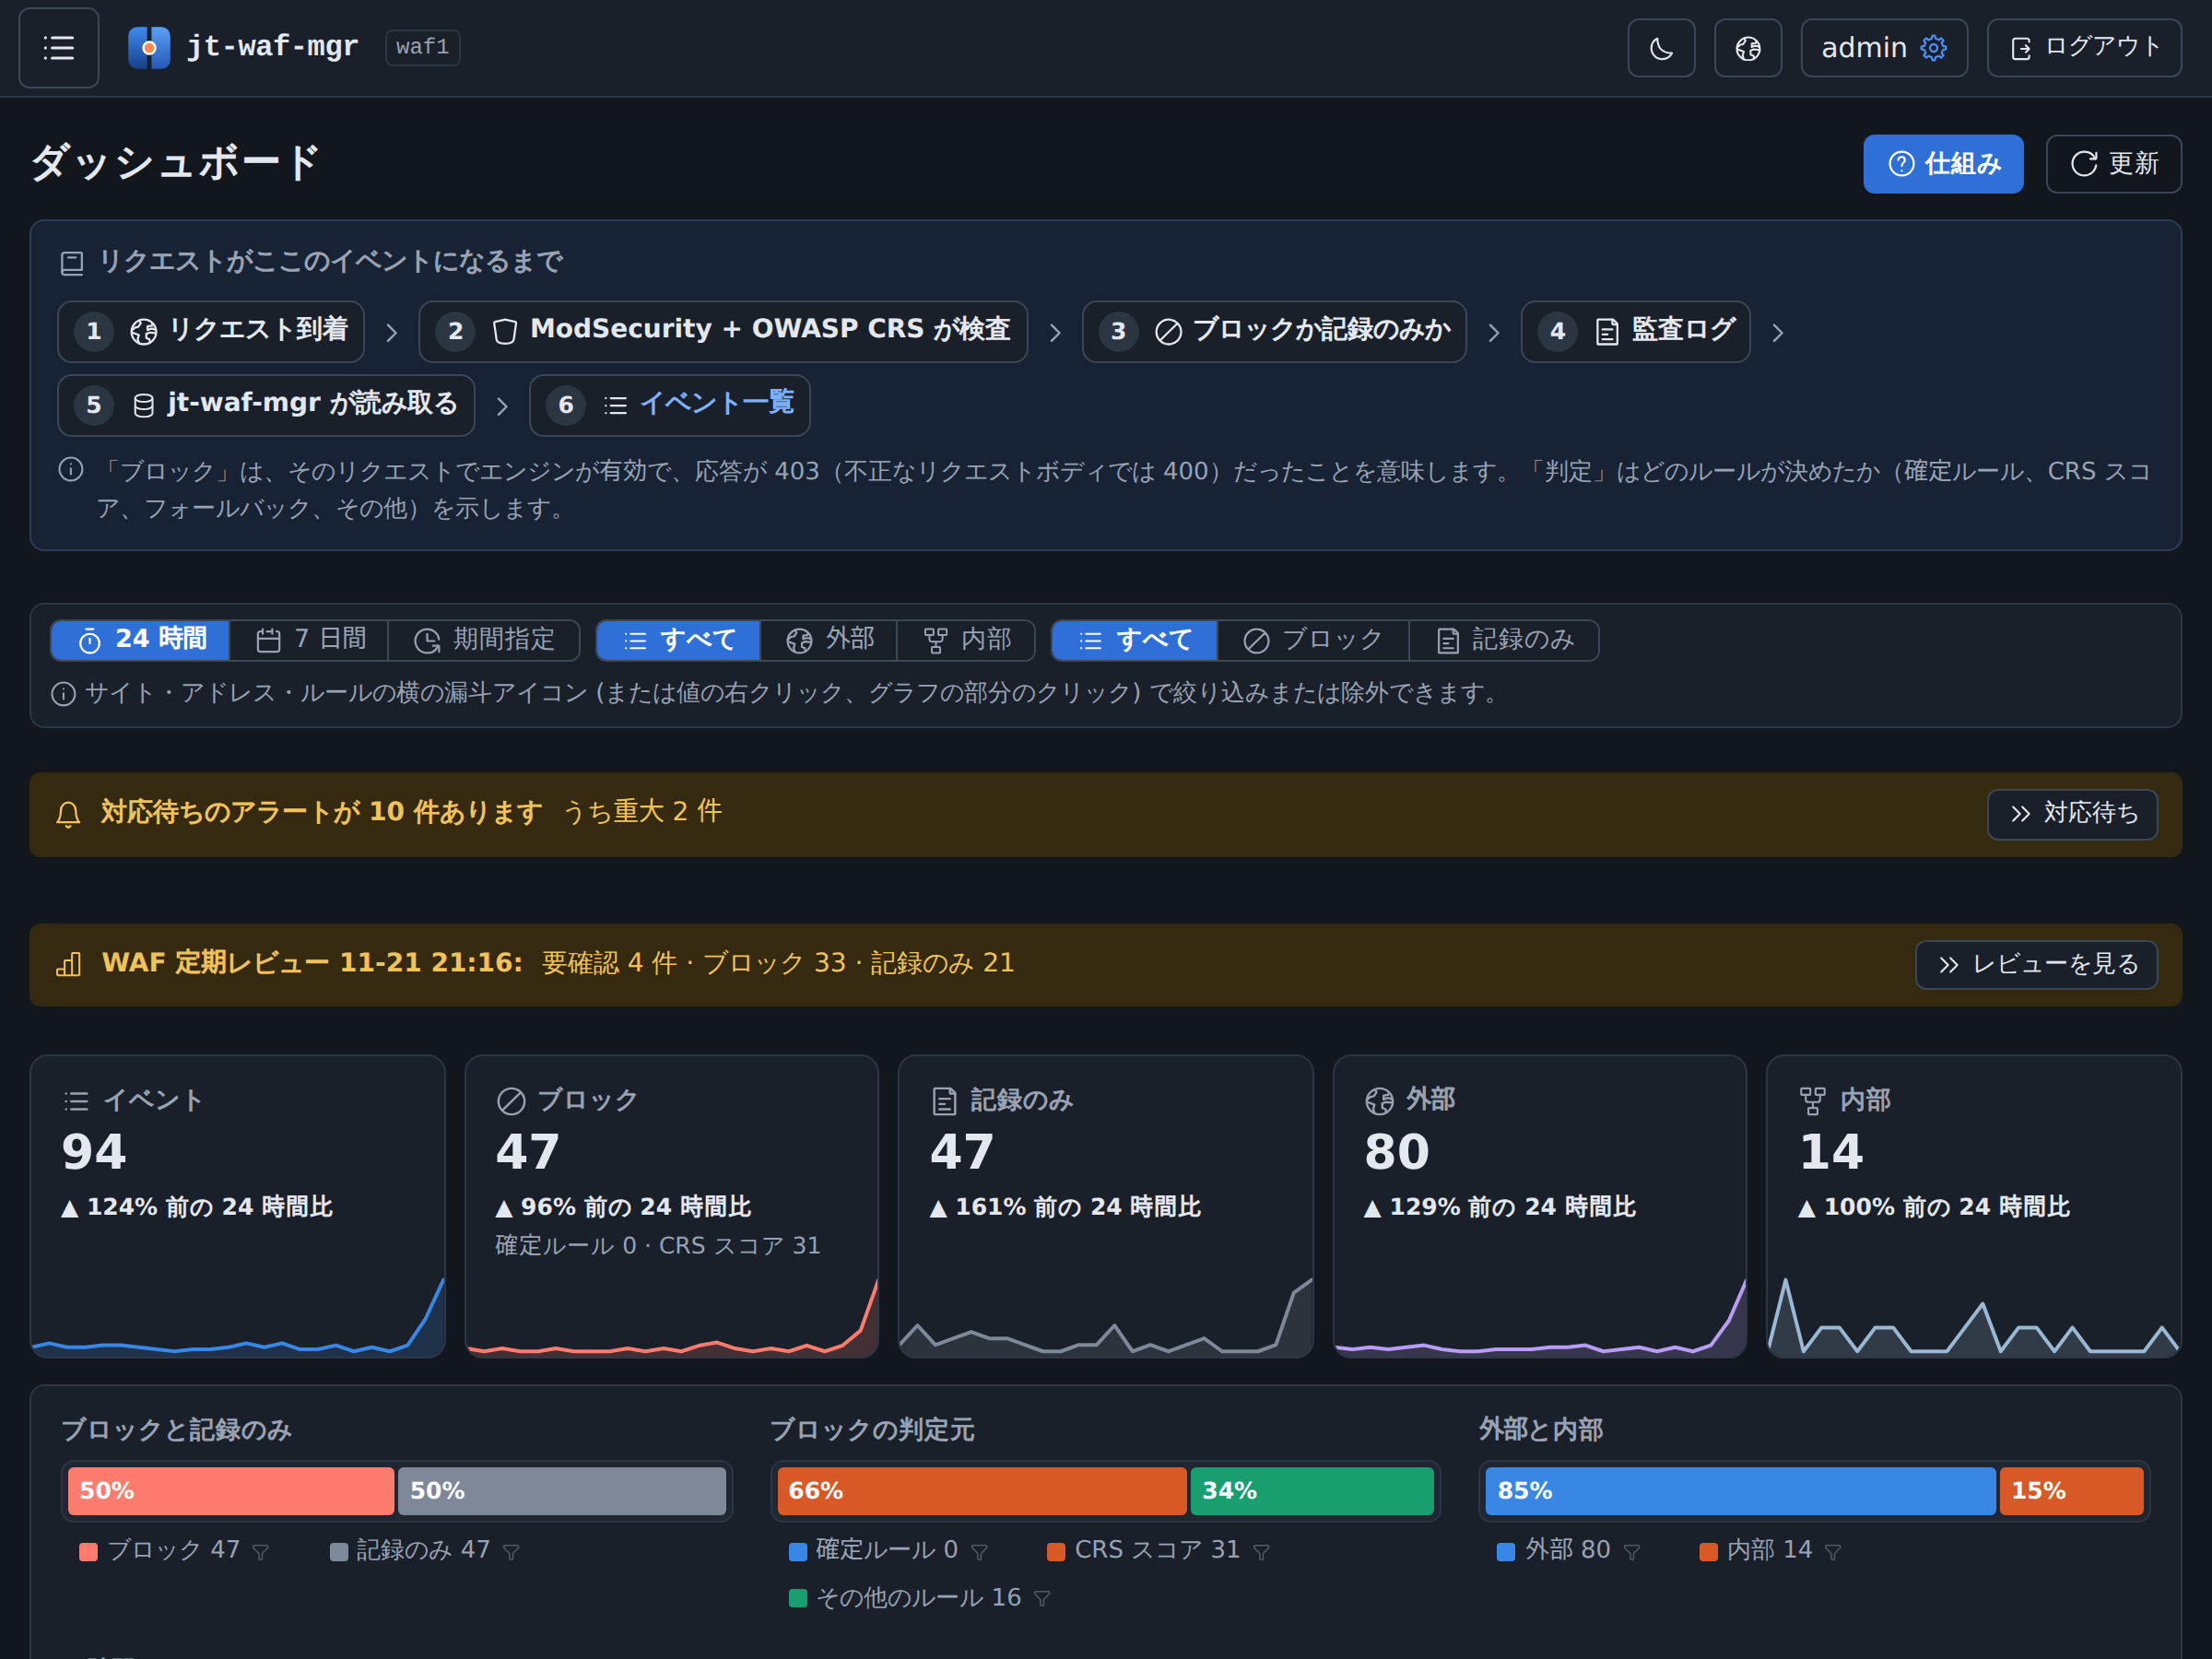 jt-waf-mgr waf1 admin ログアウト
ダッシュボード 仕組み 更新
リクエストがここのイベントになるまで
1 リクエスト到着 2 ModSecurity + OWASP CRS が検査 3 ブロックか記録のみか 4 監査ログ
5 jt-waf-mgr が読み取る 6 イベント一覧
「ブロック」は、そのリクエストでエンジンが有効で、応答が 403（不正なリクエストボディでは 400）だったことを意味します。「判定」はどのルールが決めたか（確定ルール、CRS スコ
ア、フォールバック、その他）を示します。
24 時間 7 日間 期間指定 すべて 外部 内部 すべて ブロック 記録のみ
サイト・アドレス・ルールの横の漏斗アイコン (または値の右クリック、グラフの部分のクリック) で絞り込みまたは除外できます。
対応待ちのアラートが 10 件あります うち重大 2 件 対応待ち
WAF 定期レビュー 11-21 21:16: 要確認 4 件 · ブロック 33 · 記録のみ 21 レビューを見る
イベント ブロック 記録のみ 外部 内部
94 47 47 80 14
▲ 124% 前の 24 時間比 ▲ 96% 前の 24 時間比 ▲ 161% 前の 24 時間比 ▲ 129% 前の 24 時間比 ▲ 100% 前の 24 時間比
確定ルール 0 · CRS スコア 31
ブロックと記録のみ ブロックの判定元 外部と内部
50% 50% 66% 34% 85% 15%
ブロック 47 記録のみ 47 確定ルール 0 CRS スコア 31 外部 80 内部 14
その他のルール 16